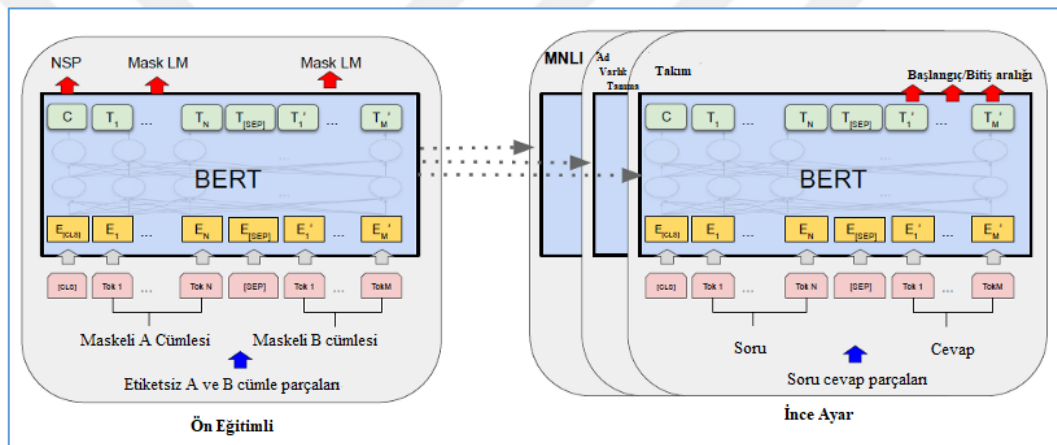 NSP Mask LM Mask LM
C T1 ... TN T[SEP] T1' ... TM'
BERT
E[CLS] E1 ... EN E[SEP] E1' ... EM'
[CLS] Tok 1 ... Tok N [SEP] Tok 1 ... TokM
Maskeli A Cümlesi Maskeli B cümlesi
Etiketsiz A ve B cümle parçaları
Ön Eğitimli
MNLI
Ad
Varlık
Tanıma
Takım
Başlangıç/Bitiş aralığı
C T1 ... TN T[SEP] T1' ... TM'
BERT
E[CLS] E1 ... EN E[SEP] E1' ... EM'
[CLS] Tok 1 ... Tok N [SEP] Tok 1 ... TokM
Soru Cevap
Soru cevap parçaları
İnce Ayar